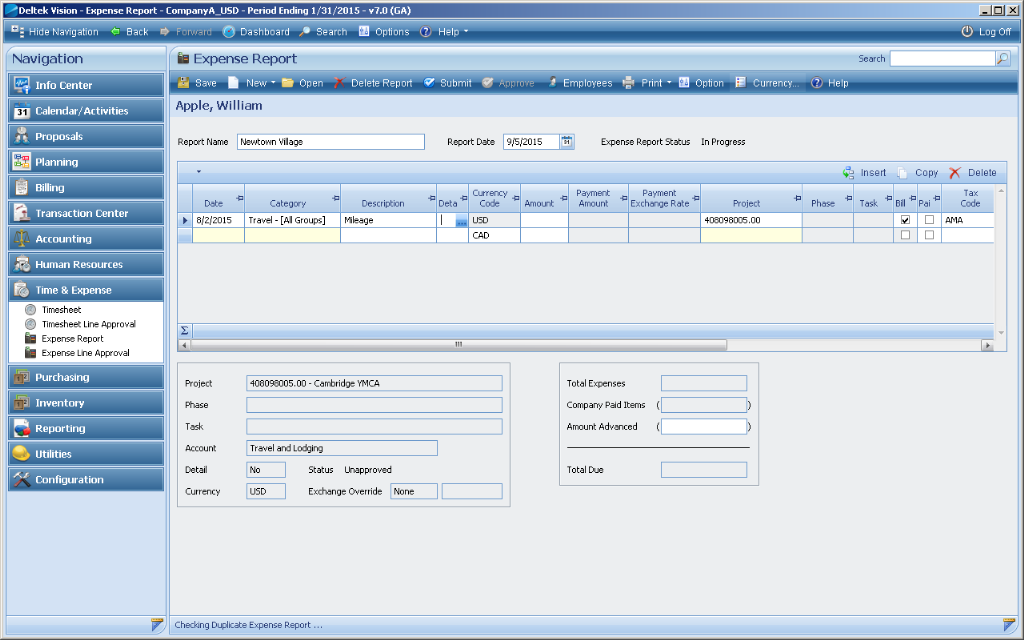 Deltek Vision - Expense Report - CompanyA_USD - Period Ending 1/31/2015 - v7.0 (GA)
Hide Navigation Back Forward Dashboard Search Options Help Log Off
Navigation
Info Center
31 Calendar/Activities
Proposals
Planning
Billing
Transaction Center
Accounting
Human Resources
Time & Expense
Timesheet
Timesheet Line Approval
Expense Report
Expense Line Approval
Purchasing
Inventory
Reporting
Utilities
Configuration
Expense Report Search
Save New Open Delete Report Submit Approve Employees Print Option Currency... Help
Apple, William
Report Name Newtown Village Report Date 9/5/2015 Expense Report Status In Progress
Insert Copy Delete
Date Category Description Deta Currency Code Amount Payment Amount Payment Exchange Rate Project Phase Task Bill Pai Tax Code
8/2/2015 Travel - [All Groups] Mileage ... USD 408098005.00 AMA
CAD
Σ
Project 408098005.00 - Cambridge YMCA
Phase
Task
Account Travel and Lodging
Detail No Status Unapproved
Currency USD Exchange Override None
Total Expenses
Company Paid Items ( )
Amount Advanced ( )
Total Due
Checking Duplicate Expense Report ...